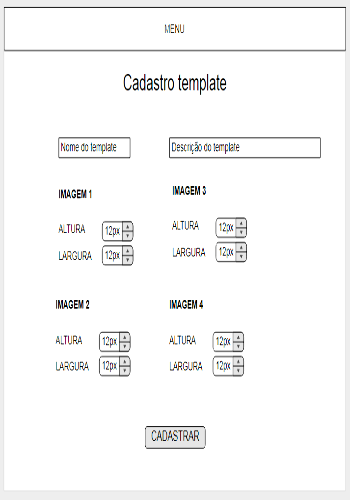 MENU
Cadastro template
Nome do template
Descrição do template
IMAGEM 1
ALTURA 12px
LARGURA 12px
IMAGEM 3
ALTURA 12px
LARGURA 12px
IMAGEM 2
ALTURA 12px
LARGURA 12px
IMAGEM 4
ALTURA 12px
LARGURA 12px
CADASTRAR